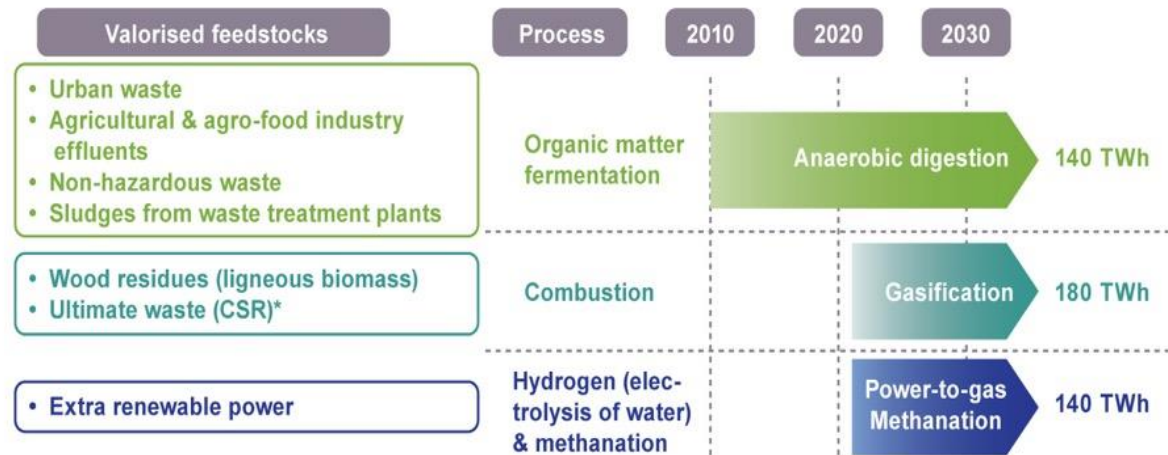 Valorised feedstocks
Process
2010
2020
2030
• Urban waste
• Agricultural & agro-food industry
effluents
• Non-hazardous waste
• Sludges from waste treatment plants
Organic matter
fermentation
Anaerobic digestion
140 TWh
• Wood residues (ligneous biomass)
• Ultimate waste (CSR)*
Combustion
Gasification
180 TWh
• Extra renewable power
Hydrogen (elec-
trolysis of water)
& methanation
Power-to-gas
Methanation
140 TWh